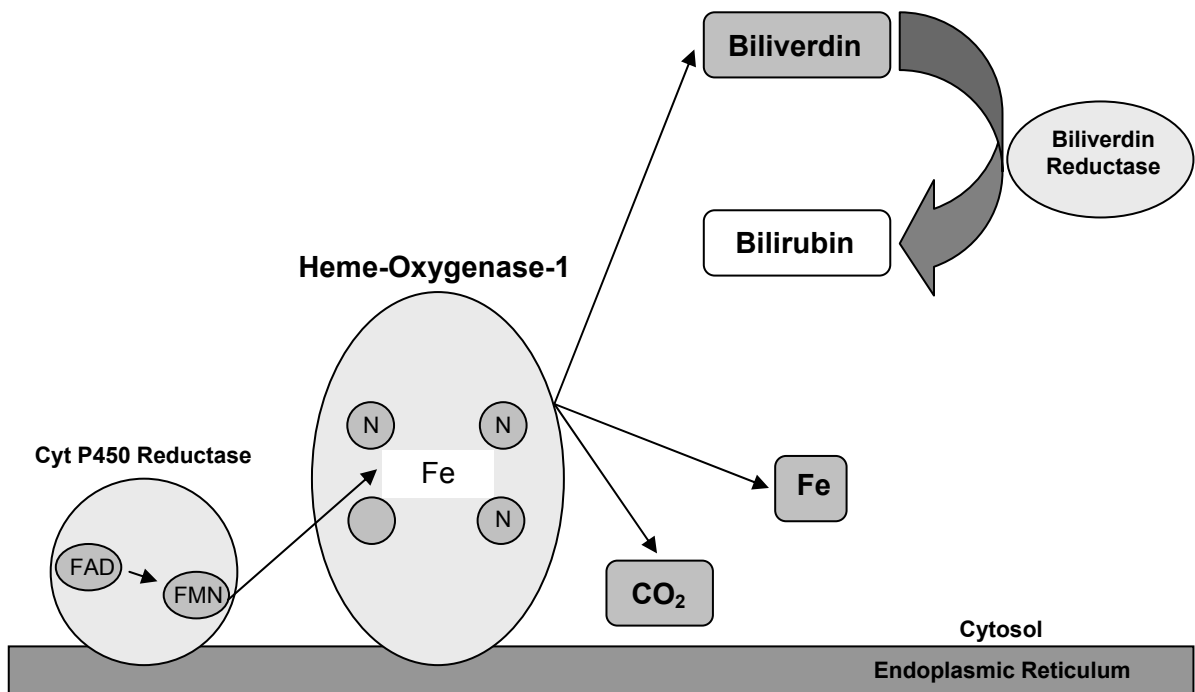 Biliverdin
Biliverdin
Reductase
Bilirubin
Heme-Oxygenase-1
N
N
Cyt P450 Reductase
Fe
Fe
N
FAD
FMN
CO₂
Cytosol
Endoplasmic Reticulum